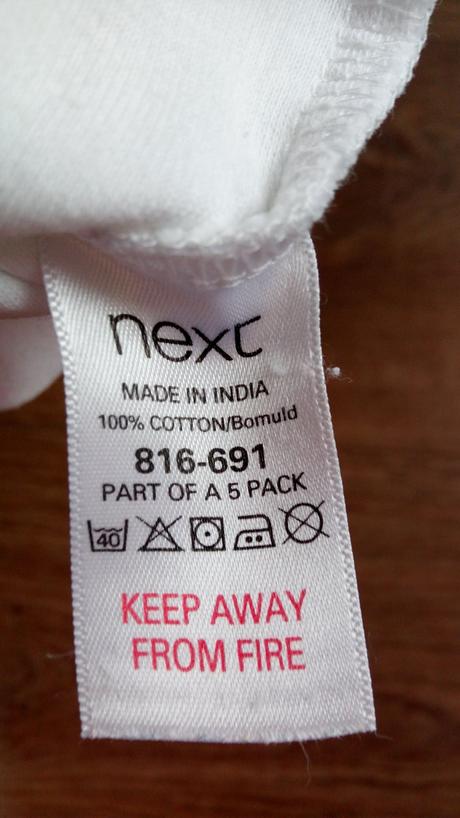 next
MADE IN INDIA
100% COTTON/Bomuld
816-691
PART OF A 5 PACK
40
KEEP AWAY
FROM FIRE